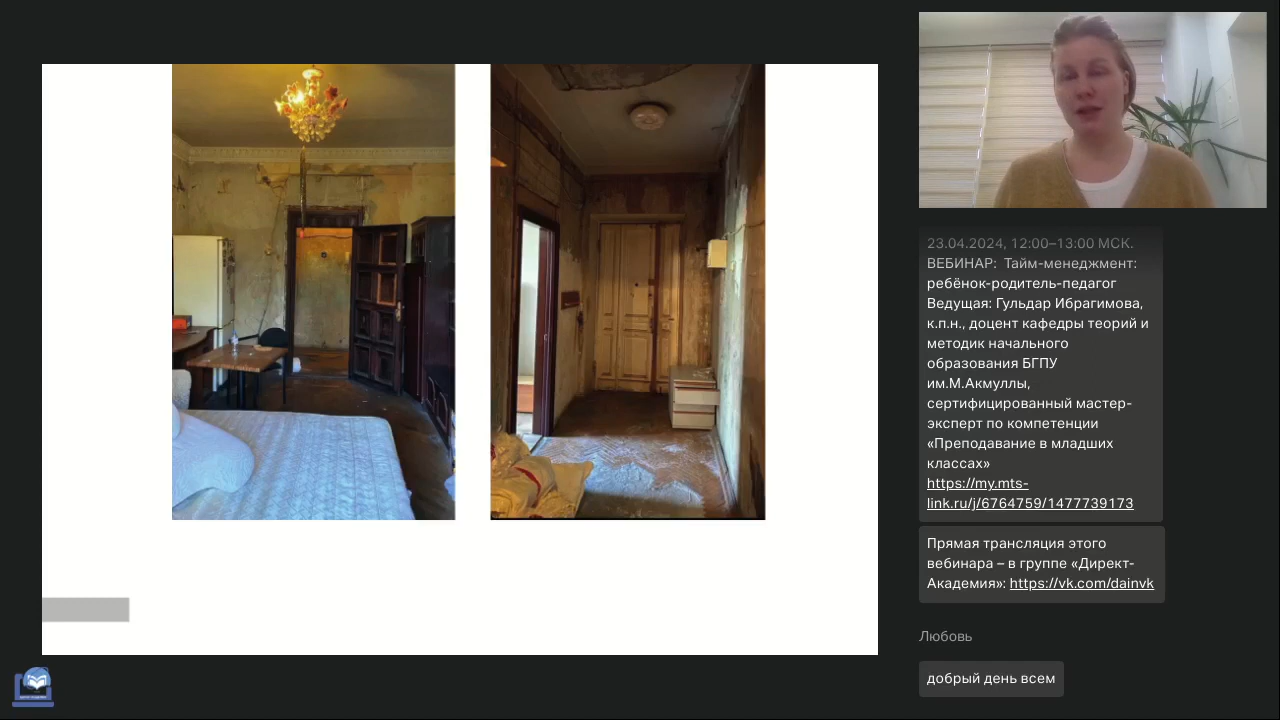 23.04.2024, 12:00–13:00 МСК.
ВЕБИНАР: Тайм-менеджмент:
ребёнок-родитель-педагог
Ведущая: Гульдар Ибрагимова,
к.п.н., доцент кафедры теорий и
методик начального
образования БГПУ
им.М.Акмуллы,
сертифицированный мастер-
эксперт по компетенции
«Преподавание в младших
классах»
https://my.mts-
link.ru/j/6764759/1477739173
Прямая трансляция этого
вебинара – в группе «Директ-
Академия»: https://vk.com/dainvk
Любовь
добрый день всем